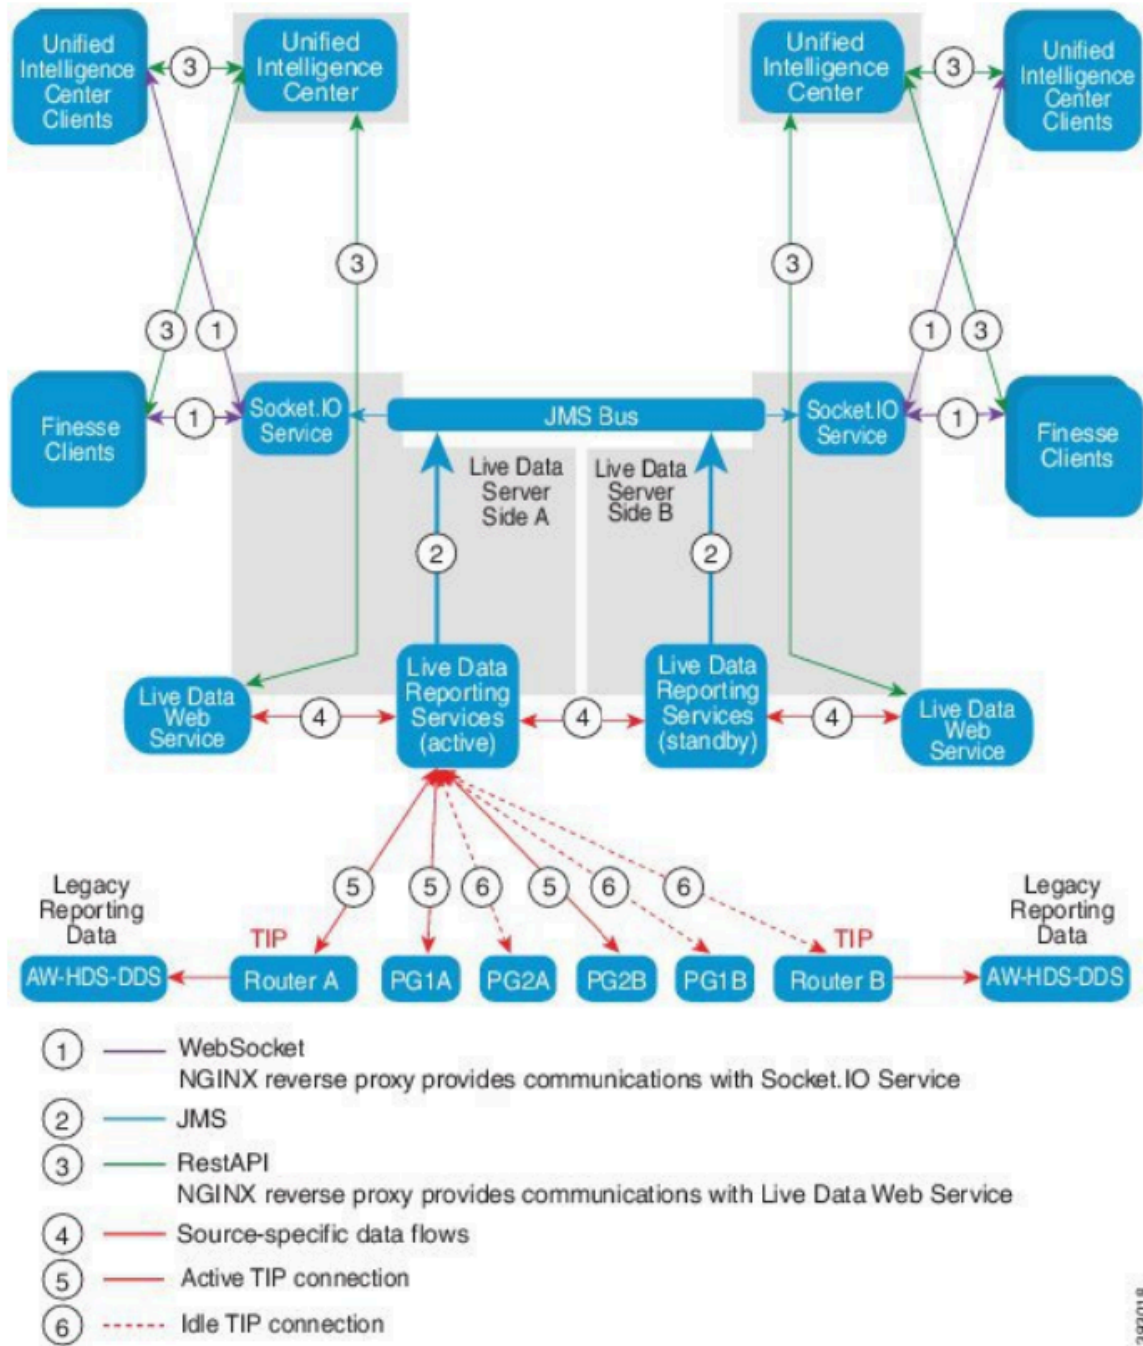 Unified
Intelligence
Center
Clients
3
Unified
Intelligence
Center
Unified
Intelligence
Center
3
Unified
Intelligence
Center
Clients
3
3
3
1
1
3
Finesse
Clients
1
Socket.IO
Service
JMS Bus
Socket.IO
Service
1
Finesse
Clients
Live Data
Server
Side A
Live Data
Server
Side B
2
2
Live Data
Web
Service
4
Live Data
Reporting
Services
(active)
4
Live Data
Reporting
Services
(standby)
4
Live Data
Web
Service
5
5
6
5
6
6
Legacy
Reporting
Data
Legacy
Reporting
Data
TIP
TIP
AW-HDS-DDS
Router A
PG1A
PG2A
PG2B
PG1B
Router B
AW-HDS-DDS
1 WebSocket
NGINX reverse proxy provides communications with Socket.IO Service
2 JMS
3 RestAPI
NGINX reverse proxy provides communications with Live Data Web Service
4 Source-specific data flows
5 Active TIP connection
6 Idle TIP connection